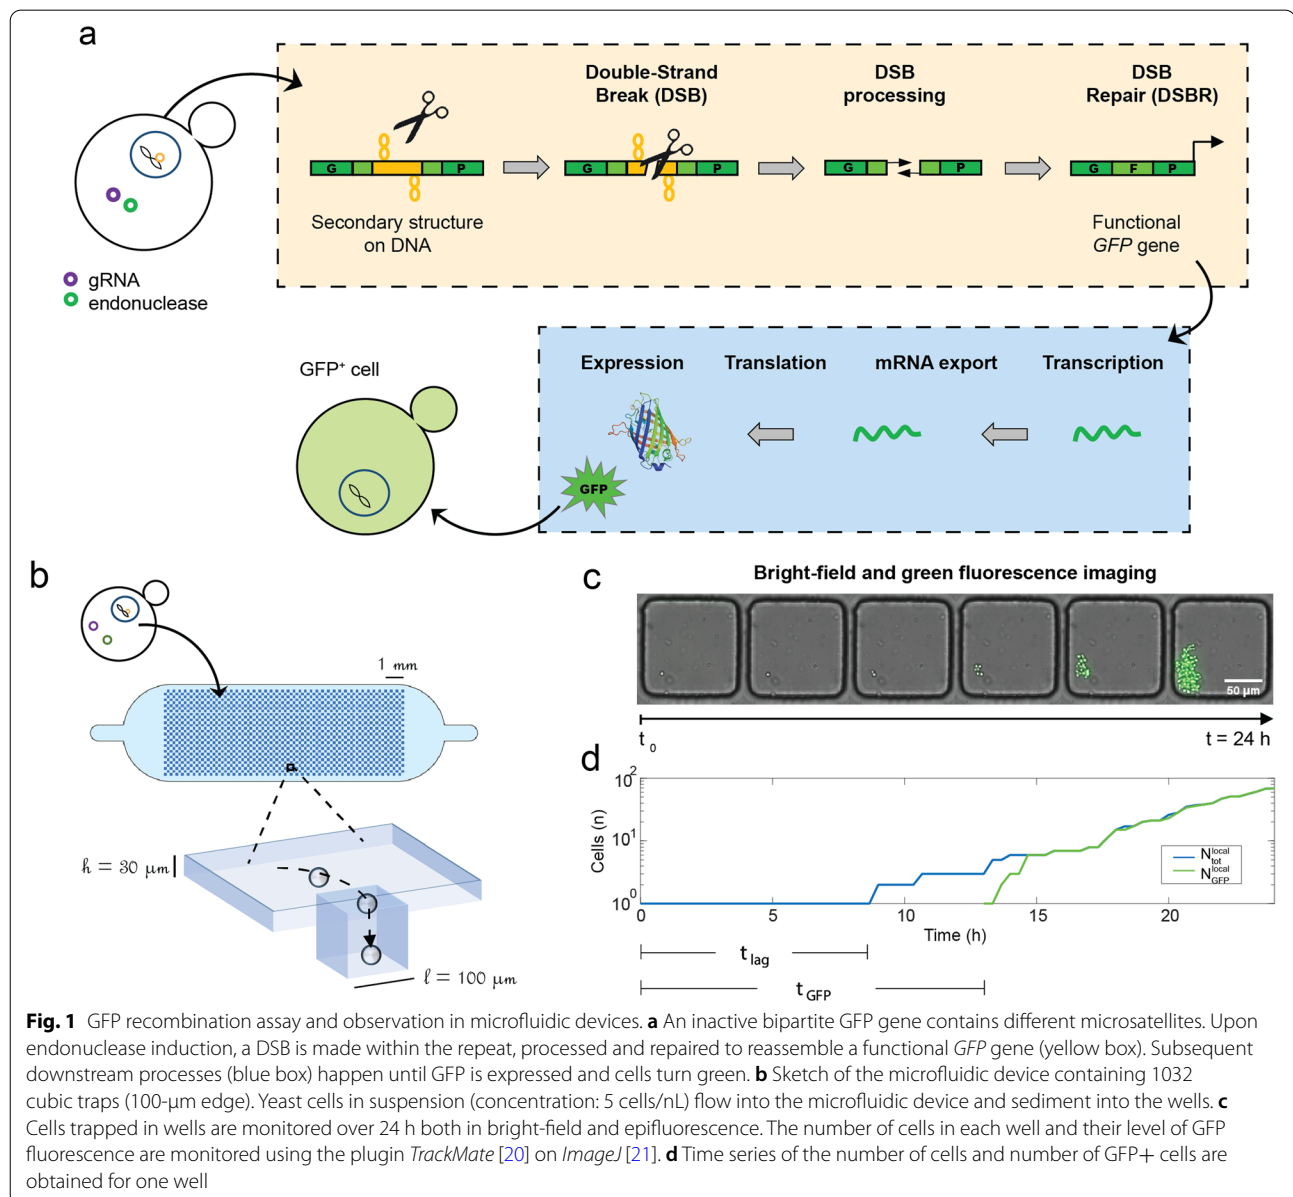 a
Double-Strand
Break (DSB)
DSB
processing
DSB
Repair (DSBR)
G P
G P
G P
G F P
Secondary structure
on DNA
Functional
GFP gene
gRNA
endonuclease
GFP⁺ cell
Expression
Translation
mRNA export
Transcription
GFP
b
1 mm
h = 30 µm
ℓ = 100 µm
c
Bright-field and green fluorescence imaging
50 µm
t₀
t = 24 h
d
10²
10¹
10⁰
Cells (n)
N local tot
N local GFP
0 5 10 15 20
Time (h)
t lag
t GFP
Fig. 1 GFP recombination assay and observation in microfluidic devices. a An inactive bipartite GFP gene contains different microsatellites. Upon
endonuclease induction, a DSB is made within the repeat, processed and repaired to reassemble a functional GFP gene (yellow box). Subsequent
downstream processes (blue box) happen until GFP is expressed and cells turn green. b Sketch of the microfluidic device containing 1032
cubic traps (100-µm edge). Yeast cells in suspension (concentration: 5 cells/nL) flow into the microfluidic device and sediment into the wells. c
Cells trapped in wells are monitored over 24 h both in bright-field and epifluorescence. The number of cells in each well and their level of GFP
fluorescence are monitored using the plugin TrackMate [20] on ImageJ [21]. d Time series of the number of cells and number of GFP+ cells are
obtained for one well